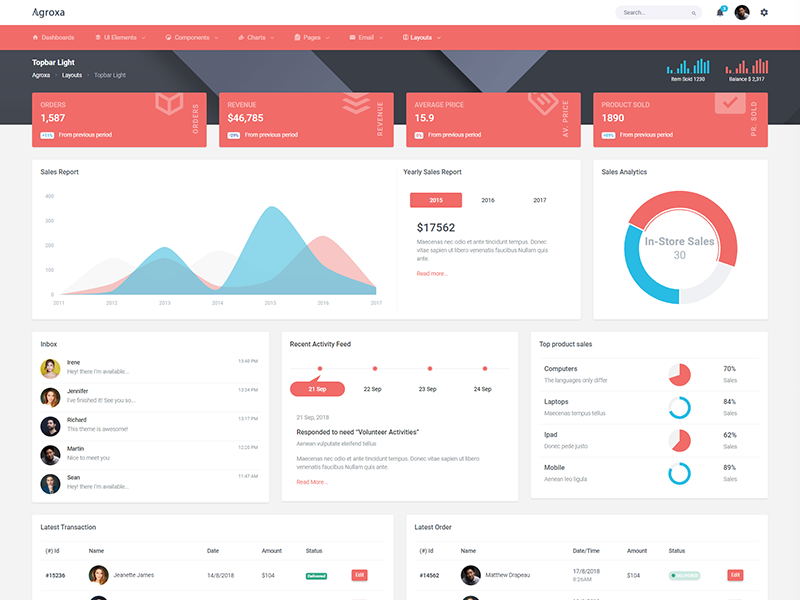 Agroxa
Search...
Dashboards
UI Elements
Components
Charts
Pages
Email
Layouts
Topbar Light
Agroxa
Layouts
Topbar Light
Item Sold 1230
Balance $ 2,317
ORDERS
1,587
+11%
From previous period
ORDERS
REVENUE
$46,785
-29%
From previous period
REVENUE
AVERAGE PRICE
15.9
0%
From previous period
AV. PRICE
PRODUCT SOLD
1890
+89%
From previous period
PR. SOLD
Sales Report
400
300
200
100
0
2011 2012 2013 2014 2015 2016 2017
Yearly Sales Report
2015 2016 2017
$17562
Maecenas nec odio et ante tincidunt tempus. Donec
vitae sapien ut libero venenatis faucibus Nullam quis
ante.
Read more...
Sales Analytics
In-Store Sales
30
Inbox
Irene
13:40 PM
Hey! there I'm available...
Jennifer
13:34 PM
I've finished it! See you so...
Richard
13:17 PM
This theme is awesome!
Martin
12:20 PM
Nice to meet you
Sean
11:47 AM
Hey! there I'm available...
Recent Activity Feed
21 Sep 22 Sep 23 Sep 24 Sep
21 Sep, 2018
Responded to need “Volunteer Activities”
Aenean vulputate eleifend tellus
Maecenas nec odio et ante tincidunt tempus. Donec vitae sapien ut libero
venenatis faucibus Nullam quis ante.
Read More...
Top product sales
Computers
The languages only differ
70%
Sales
Laptops
Maecenas tempus tellus
84%
Sales
Ipad
Donec pede justo
62%
Sales
Mobile
Aenean leo ligula
89%
Sales
Latest Transaction
(#) Id Name Date Amount Status
#15236 Jeanette James 14/8/2018 $104 Delivered Edit
Latest Order
(#) Id Name Date/Time Amount Status
#14562 Matthew Drapeau 17/8/2018
8:26AM
$104
Edit